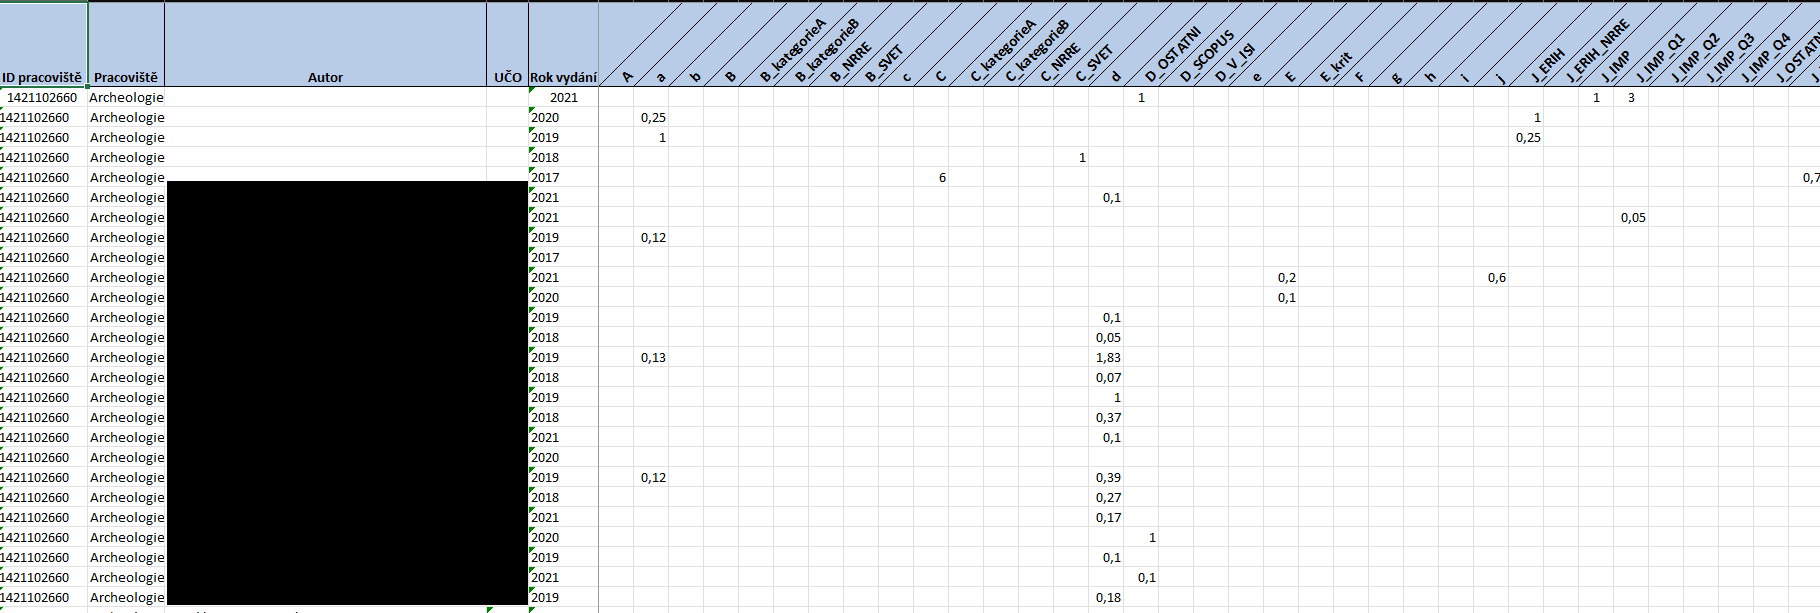 ID pracoviště Pracoviště Autor UČO Rok vydání A a b B B_kategorieA B_kategorieB B_NRRE B_SVET c C C_kategorieA C_kategorieB C_NRRE C_SVET d D_OSTATNI D_SCOPUS D_V_ISI e E E_krit F g h i j J_ERIH J_ERIH_NRRE J_IMP J_IMP_Q1 J_IMP_Q2 J_IMP_Q3 J_IMP_Q4
1421102660 Archeologie 2021 1 1 3
1421102660 Archeologie 2020 0,25 1
1421102660 Archeologie 2019 1 0,25
1421102660 Archeologie 2018 1
1421102660 Archeologie 2017 6 0,7
1421102660 Archeologie 2021 0,1
1421102660 Archeologie 2021 0,05
1421102660 Archeologie 2019 0,12
1421102660 Archeologie 2017
1421102660 Archeologie 2021 0,2 0,6
1421102660 Archeologie 2020 0,1
1421102660 Archeologie 2019 0,1
1421102660 Archeologie 2018 0,05
1421102660 Archeologie 2019 0,13 1,83
1421102660 Archeologie 2018 0,07
1421102660 Archeologie 2019 1
1421102660 Archeologie 2018 0,37
1421102660 Archeologie 2021 0,1
1421102660 Archeologie 2020
1421102660 Archeologie 2019 0,12 0,39
1421102660 Archeologie 2018 0,27
1421102660 Archeologie 2021 0,17
1421102660 Archeologie 2020 1
1421102660 Archeologie 2019 0,1
1421102660 Archeologie 2021 0,1
1421102660 Archeologie 2019 0,18